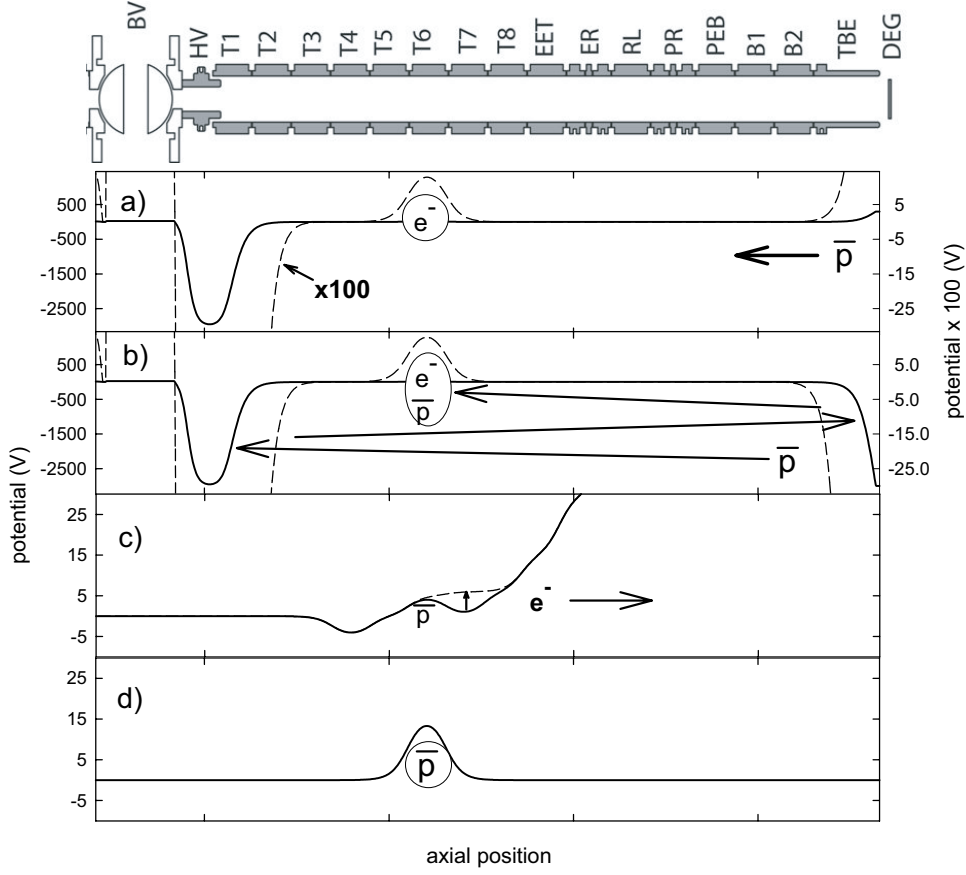 BV
HV
T1
T2
T3
T4
T5
T6
T7
T8
EET
ER
RL
PR
PEB
B1
B2
TBE
DEG
a)
500
-500
-1500
-2500
e⁻
x100
p̅
5
-5
-15
-25
b)
500
-500
-1500
-2500
e⁻
p̅
p̅
5.0
-5.0
-15.0
-25.0
c)
25
15
5
-5
p̅
e⁻
d)
25
15
5
-5
p̅
potential (V)
potential x 100 (V)
axial position